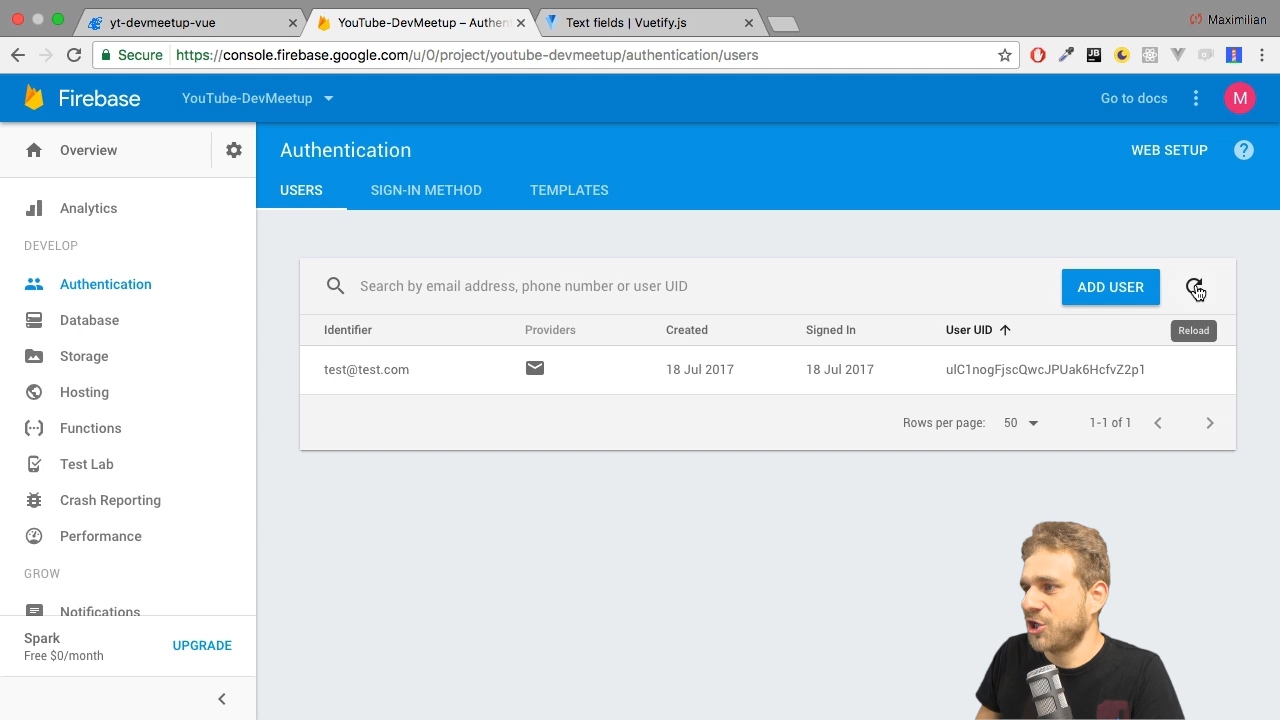 yt-devmeetup-vue
YouTube-DevMeetup – Authent
Text fields | Vuetify.js
Maximilian
Secure
https://console.firebase.google.com/u/0/project/youtube-devmeetup/authentication/users
JB
Firebase
YouTube-DevMeetup
Go to docs
M
Overview
Authentication
WEB SETUP
?
USERS
SIGN-IN METHOD
TEMPLATES
Analytics
DEVELOP
Authentication
Database
Storage
Hosting
Functions
Test Lab
Crash Reporting
Performance
GROW
Notifications
Spark
Free $0/month
UPGRADE
Search by email address, phone number or user UID
ADD USER
Reload
Identifier
Providers
Created
Signed In
User UID
test@test.com
18 Jul 2017
18 Jul 2017
ulC1nogFjscQwcJPUak6HcfvZ2p1
Rows per page:
50
1-1 of 1